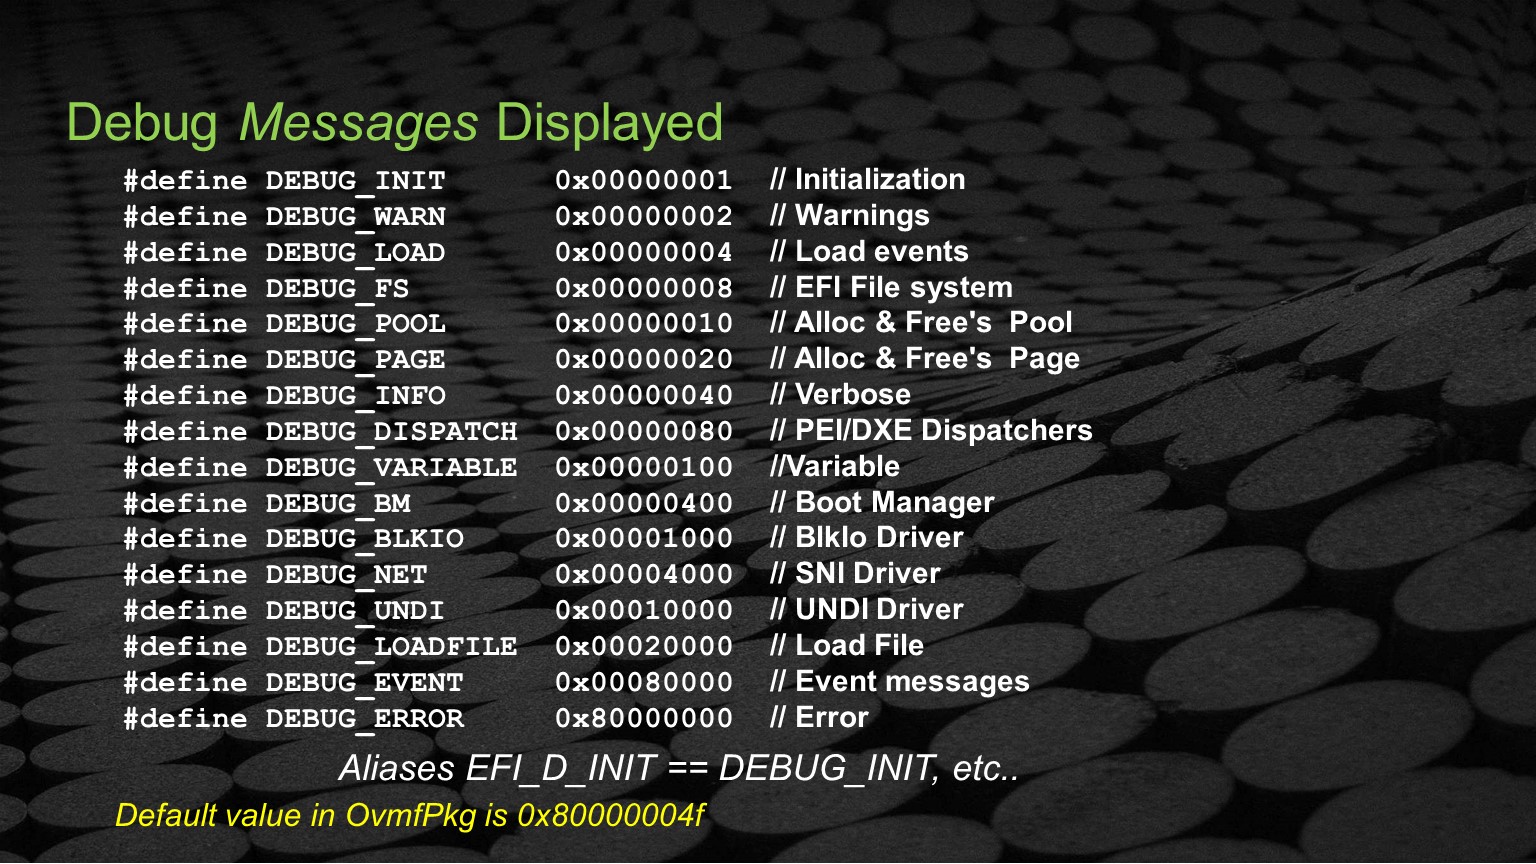 Debug Messages Displayed
#define DEBUG_INIT 0x00000001 // Initialization
#define DEBUG_WARN 0x00000002 // Warnings
#define DEBUG_LOAD 0x00000004 // Load events
#define DEBUG_FS 0x00000008 // EFI File system
#define DEBUG_POOL 0x00000010 // Alloc & Free's Pool
#define DEBUG_PAGE 0x00000020 // Alloc & Free's Page
#define DEBUG_INFO 0x00000040 // Verbose
#define DEBUG_DISPATCH 0x00000080 // PEI/DXE Dispatchers
#define DEBUG_VARIABLE 0x00000100 //Variable
#define DEBUG_BM 0x00000400 // Boot Manager
#define DEBUG_BLKIO 0x00001000 // BlkIo Driver
#define DEBUG_NET 0x00004000 // SNI Driver
#define DEBUG_UNDI 0x00010000 // UNDI Driver
#define DEBUG_LOADFILE 0x00020000 // Load File
#define DEBUG_EVENT 0x00080000 // Event messages
#define DEBUG_ERROR 0x80000000 // Error
Aliases EFI_D_INIT == DEBUG_INIT, etc..
Default value in OvmfPkg is 0x80000004f